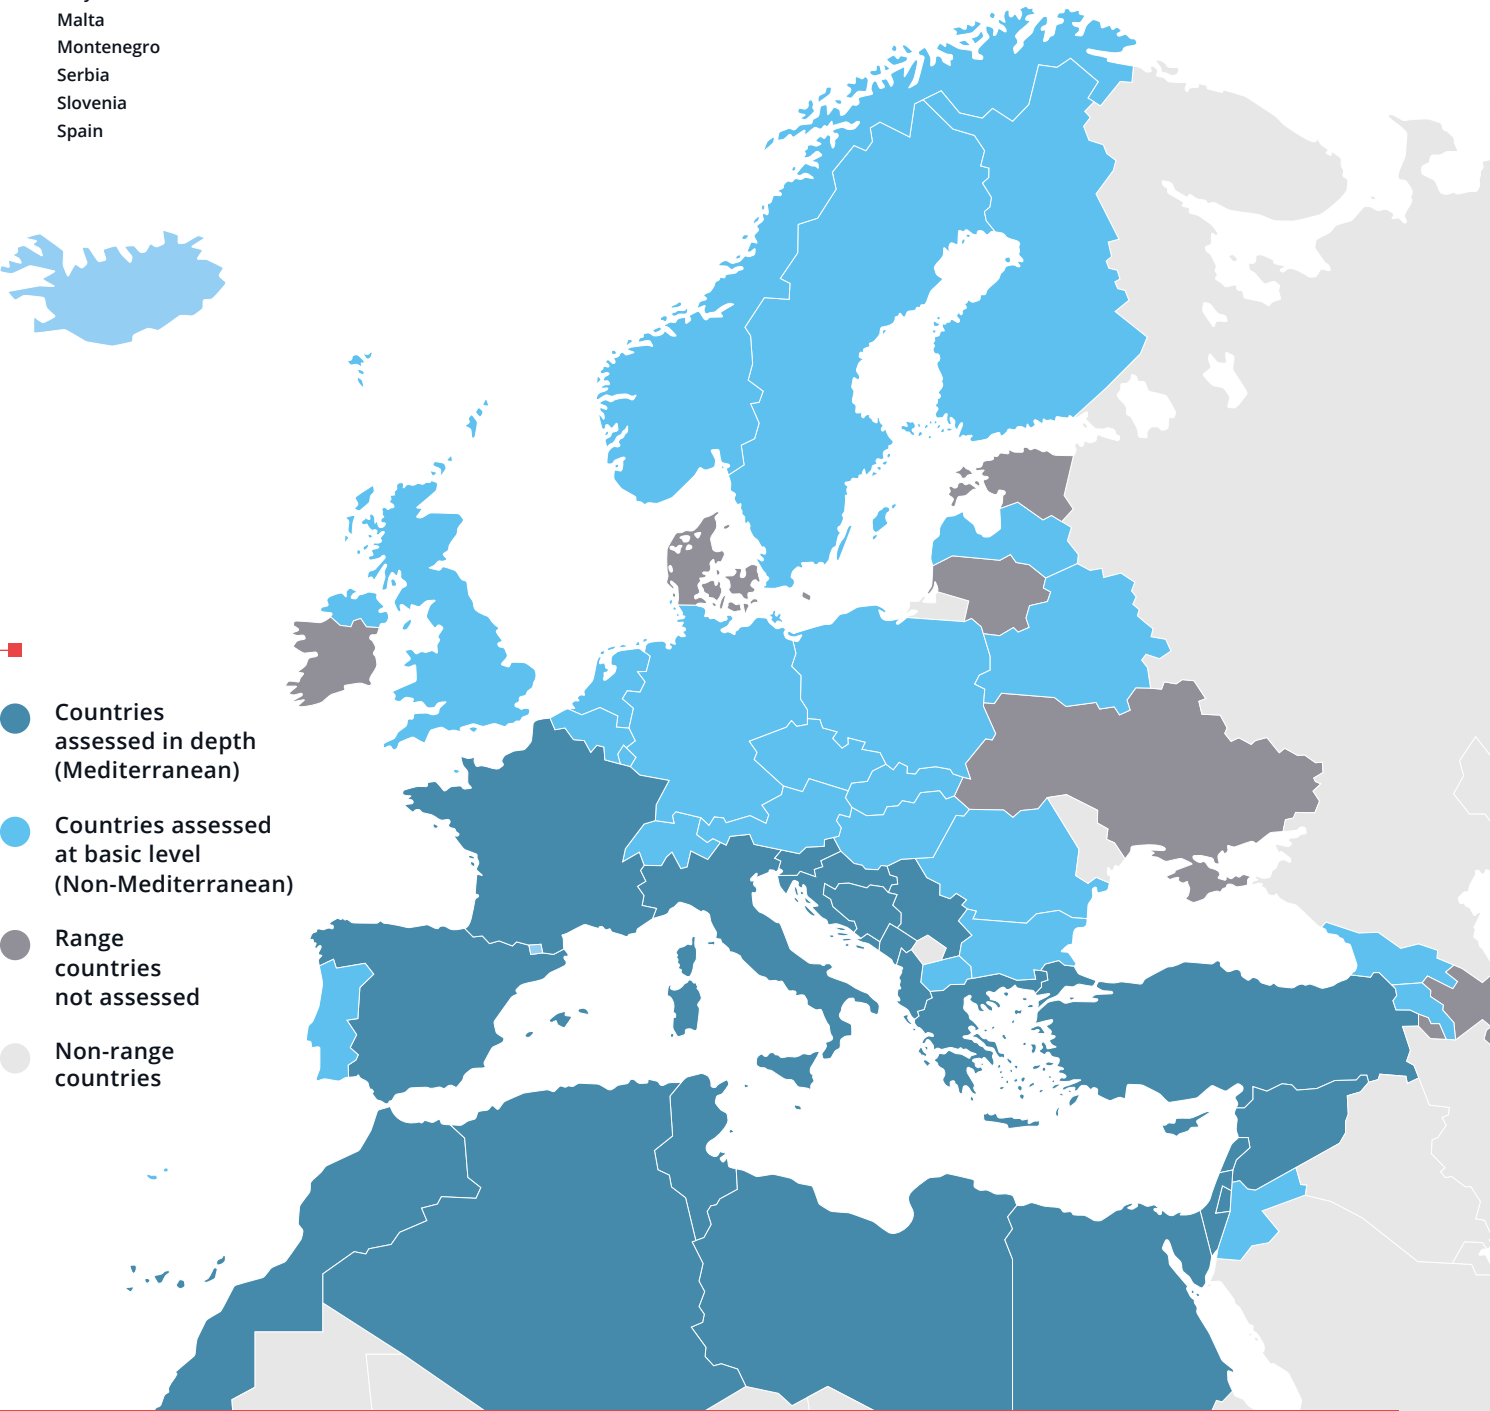 Malta
Montenegro
Serbia
Slovenia
Spain
Countries
assessed in depth
(Mediterranean)
Countries assessed
at basic level
(Non-Mediterranean)
Range
countries
not assessed
Non-range
countries